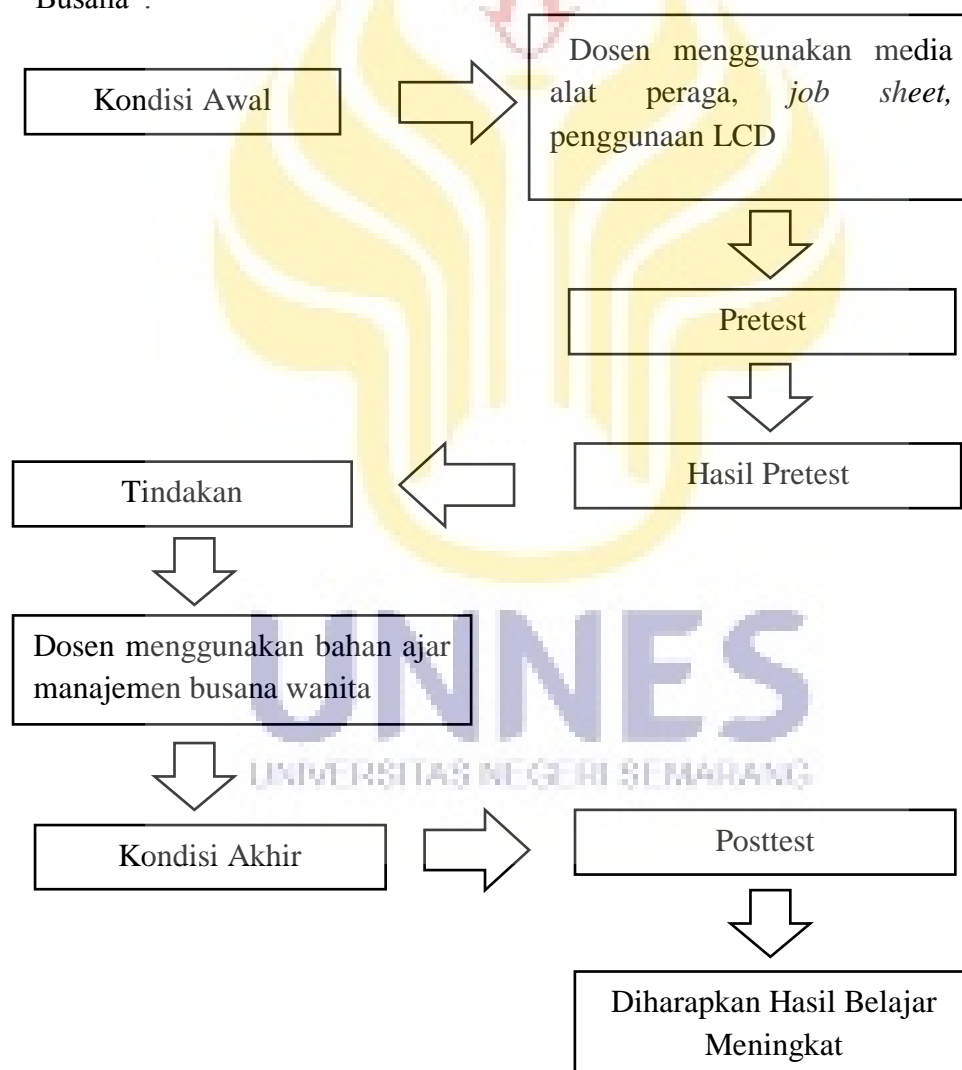 Busana" :
Dosen menggunakan media
alat peraga, job sheet,
penggunaan LCD
Kondisi Awal
Pretest
Hasil Pretest
Tindakan
Dosen menggunakan bahan ajar
manajemen busana wanita
UNNES
UNIVERSITAS NEGERI SEMARANG
Kondisi Akhir
Posttest
Diharapkan Hasil Belajar
Meningkat